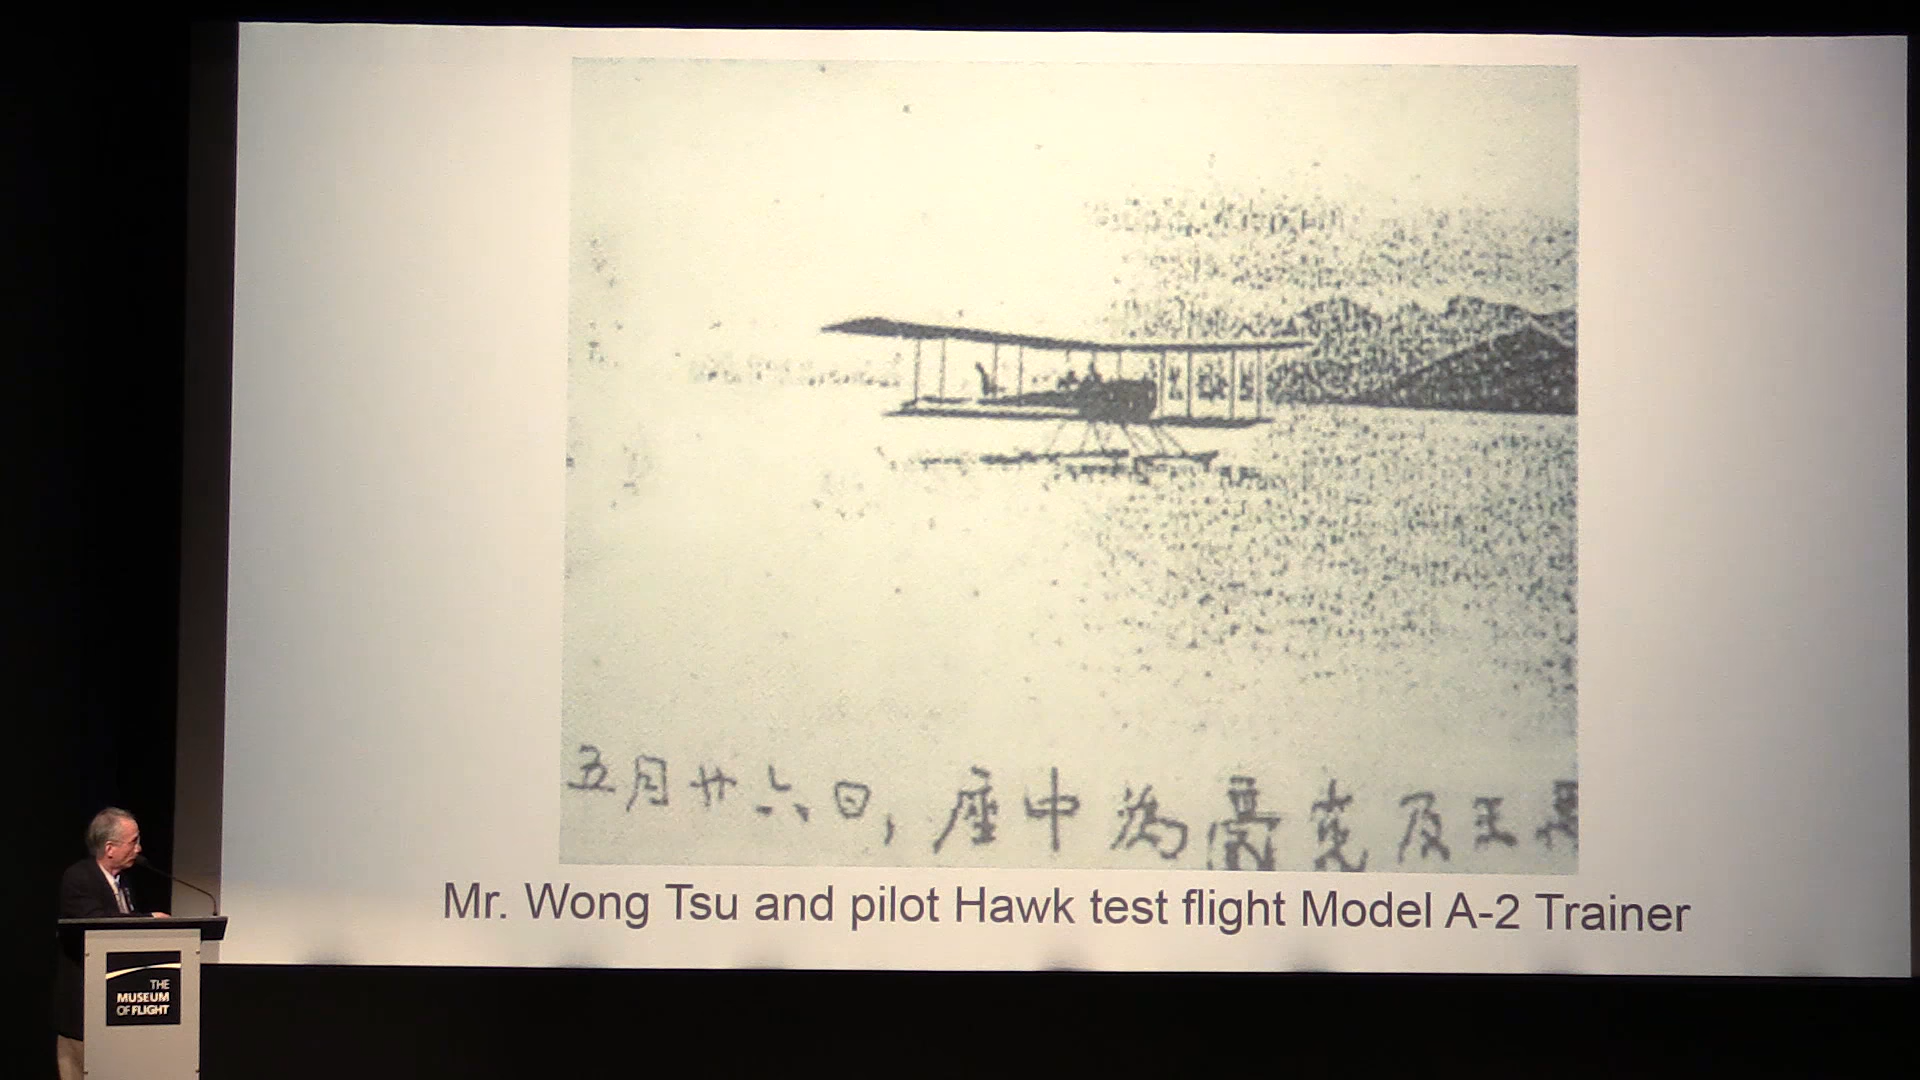 五月廿六日,座中為 克及王
Mr. Wong Tsu and pilot Hawk test flight Model A-2 Trainer
THE
MUSEUM
OF FLIGHT